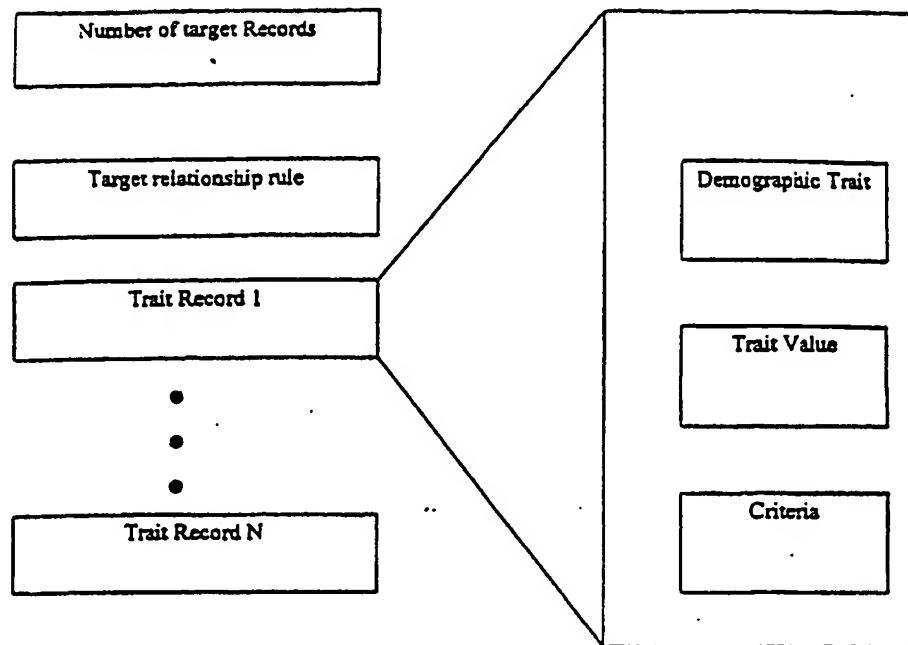 Number of target Records
Target relationship rule
Trait Record 1
Trait Record N
Demographic Trait
Trait Value
Criteria